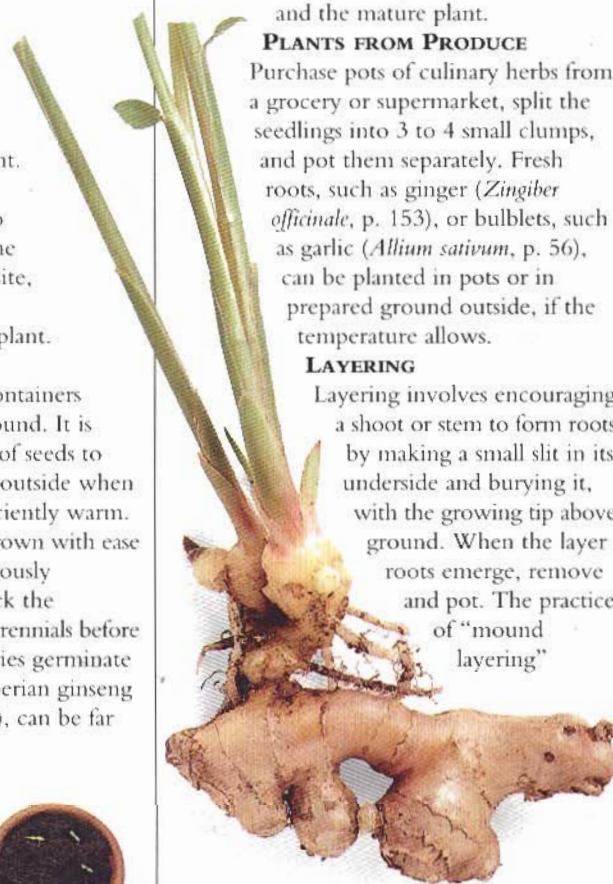 nt.
ite,
plant.
ontainers
und. It is
of seeds to
outside when
iently warm.
own with ease
ously
k the
rennials before
ies germinate
erian ginseng
), can be far
and the mature plant.
PLANTS FROM PRODUCE
Purchase pots of culinary herbs from
a grocery or supermarket, split the
seedlings into 3 to 4 small clumps,
and pot them separately. Fresh
roots, such as ginger (Zingiber
officinale, p. 153), or bulblets, such
as garlic (Allium sativum, p. 56),
can be planted in pots or in
prepared ground outside, if the
temperature allows.
LAYERING
Layering involves encouraging
a shoot or stem to form roots
by making a small slit in its
underside and burying it,
with the growing tip above
ground. When the layer
roots emerge, remove
and pot. The practice
of “mound
layering”